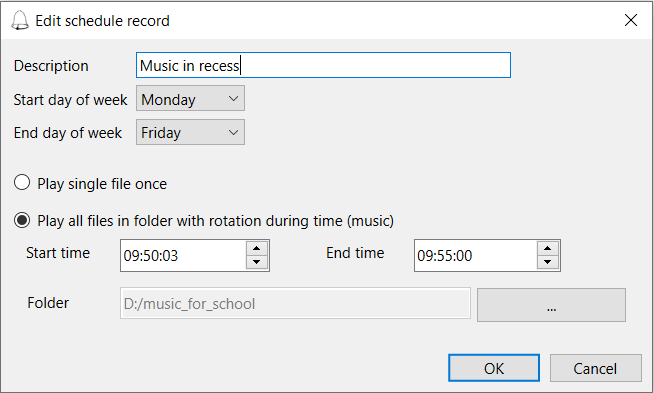 Edit schedule record
Description Music in recess
Start day of week Monday
End day of week Friday
Play single file once
Play all files in folder with rotation during time (music)
Start time 09:50:03 End time 09:55:00
Folder D:/music_for_school ...
OK Cancel